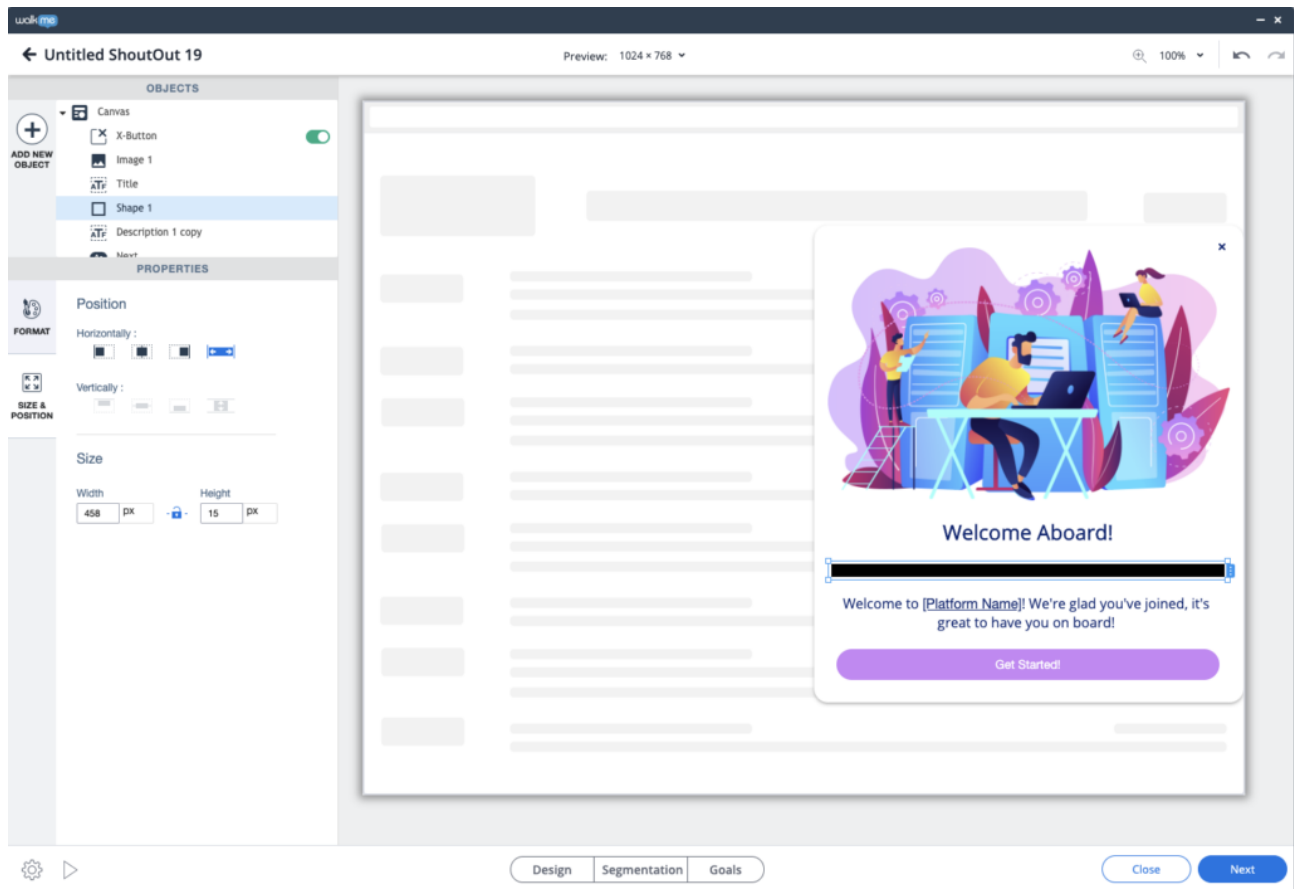 walkme
Untitled ShoutOut 19
Preview: 1024 × 768
100%
OBJECTS
ADD NEW
OBJECT
Canvas
X-Button
Image 1
Title
Shape 1
Description 1 copy
Next
PROPERTIES
FORMAT
SIZE &
POSITION
Position
Horizontally :
Vertically :
Size
Width
Height
458 px
15 px
Welcome Aboard!
Welcome to [Platform Name]! We're glad you've joined, it's
great to have you on board!
Get Started!
Design
Segmentation
Goals
Close
Next